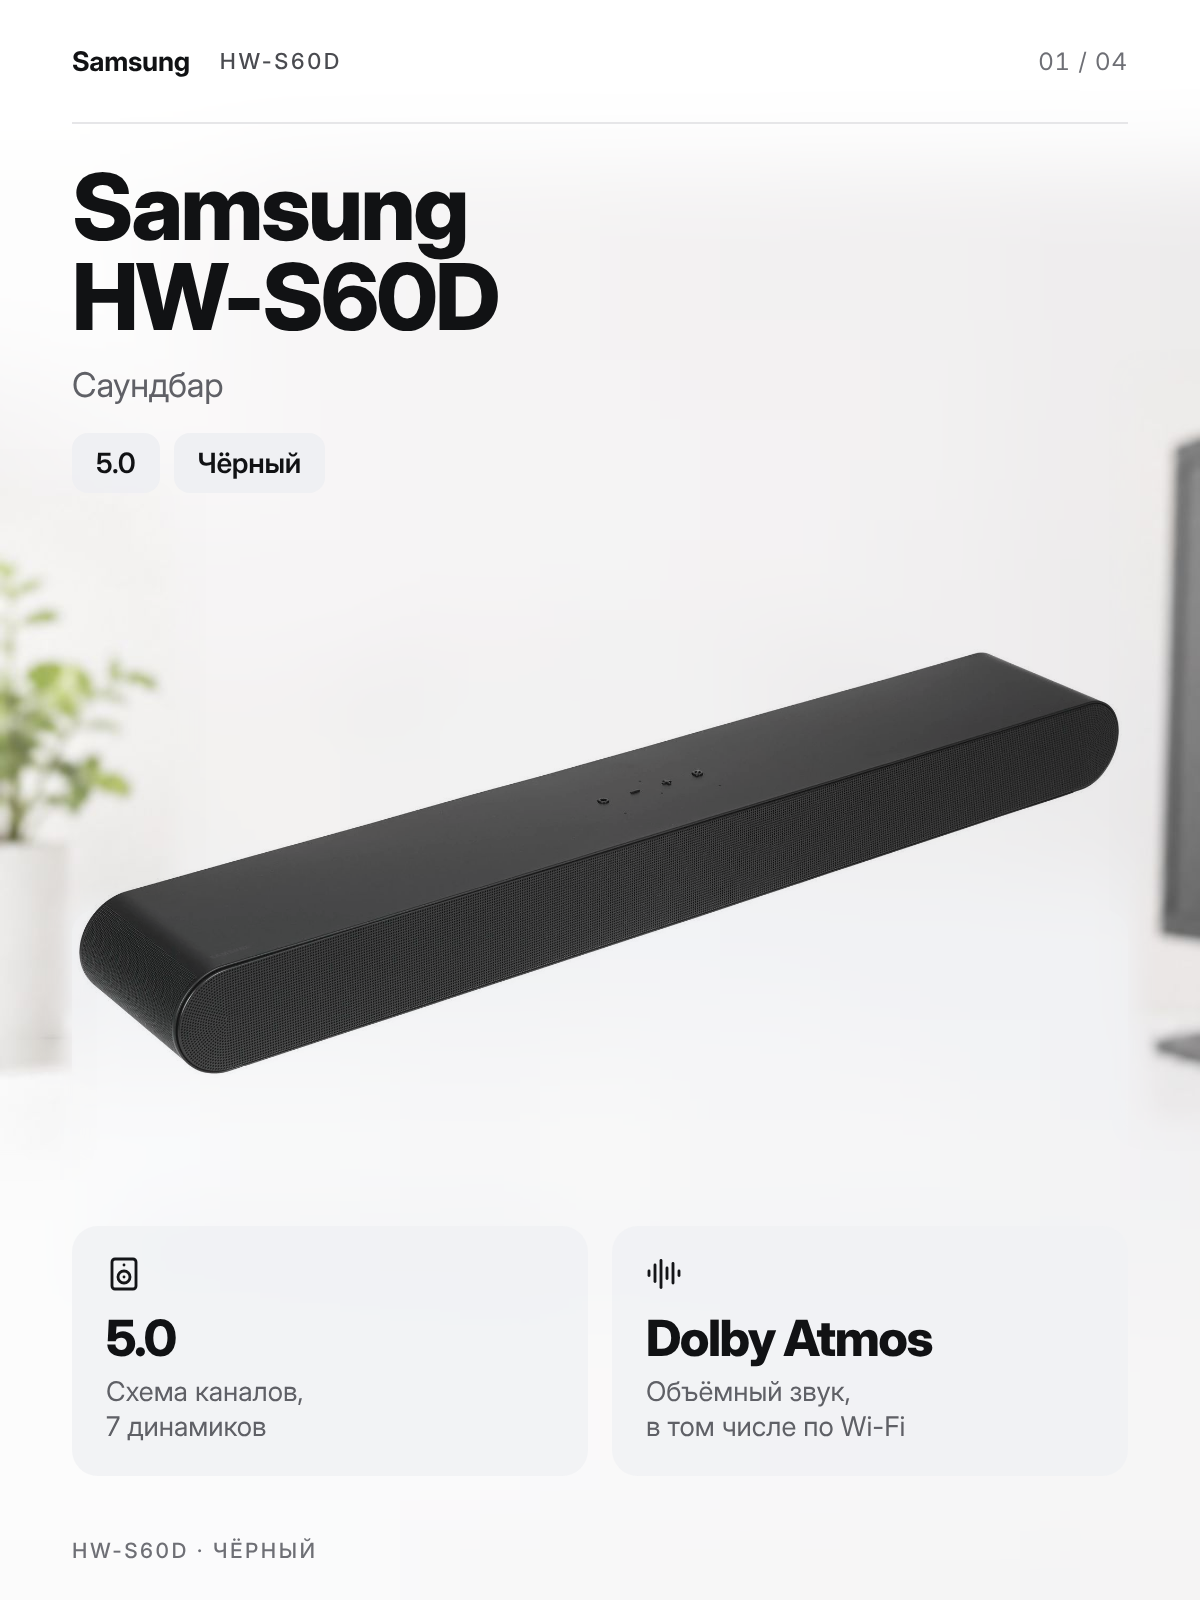 Samsung HW-S60D 01 / 04
Samsung
HW-S60D
Саундбар
5.0 Чёрный
5.0
Схема каналов,
7 динамиков
Dolby Atmos
Объёмный звук,
в том числе по Wi-Fi
HW-S60D · ЧЁРНЫЙ